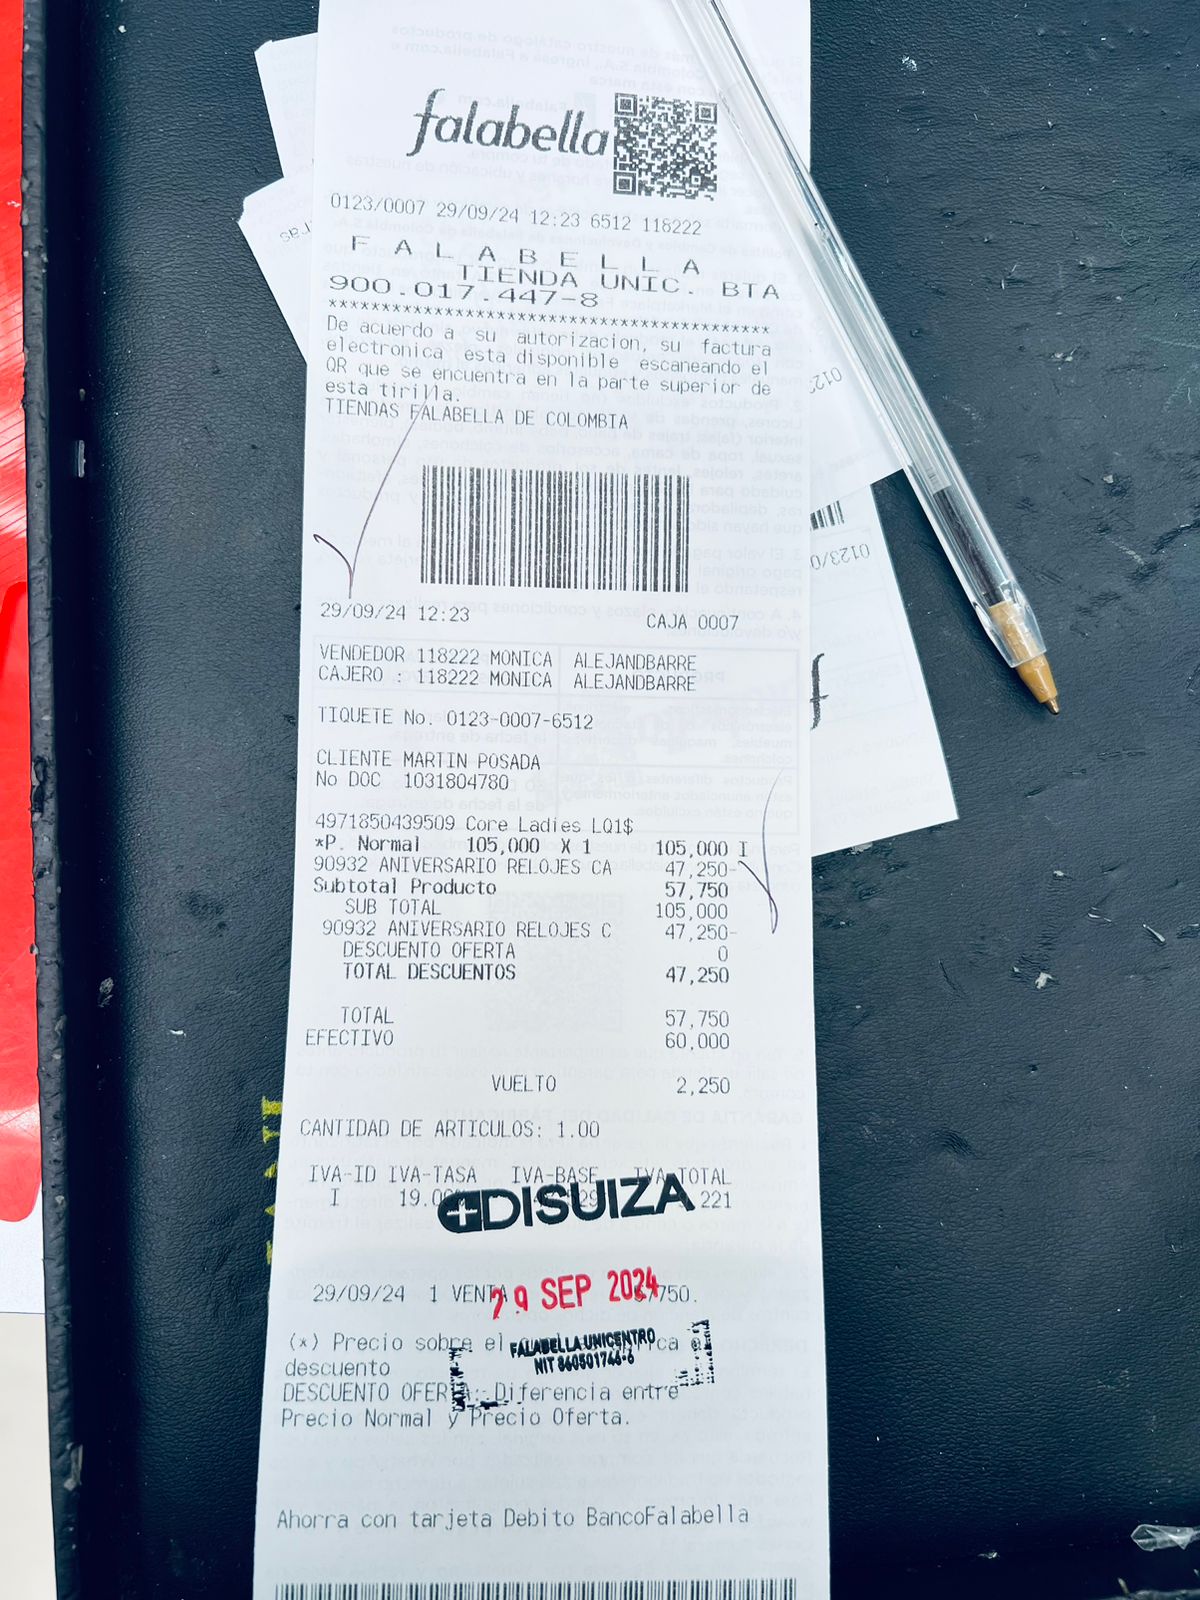 falabella
0123/0007 29/09/24 12:23 6512 118222
F A L A B E L L A
TIENDA UNIC. BTA
900.017.447-8
******************************************
De acuerdo a su autorizacion, su factura
electronica esta disponible escaneando el
QR que se encuentra en la parte superior de
esta tirilla.
TIENDAS FALABELLA DE COLOMBIA
29/09/24 12:23 CAJA 0007
VENDEDOR 118222 MONICA ALEJANDBARRE
CAJERO : 118222 MONICA ALEJANDBARRE
TIQUETE No. 0123-0007-6512
CLIENTE MARTIN POSADA
No DOC 1031804780
4971850439509 Core Ladies LQ1$
*P. Normal 105,000 X 1 105,000 I
90932 ANIVERSARIO RELOJES CA 47,250-
Subtotal Producto 57,750
SUB TOTAL 105,000
90932 ANIVERSARIO RELOJES C 47,250-
DESCUENTO OFERTA 0
TOTAL DESCUENTOS 47,250
TOTAL 57,750
EFECTIVO 60,000
VUELTO 2,250
CANTIDAD DE ARTICULOS: 1.00
IVA-ID IVA-TASA IVA-BASE IVA TOTAL
I
DISUIZA
29/09/24 1 VENTA
29 SEP 2024
(*) Precio sobre el
FALABELLA UNICENTRO
NIT 860501746-6
descuento
DESCUENTO OFERTA: Diferencia entre
Precio Normal y Precio Oferta.
Ahorra con tarjeta Debito BancoFalabella